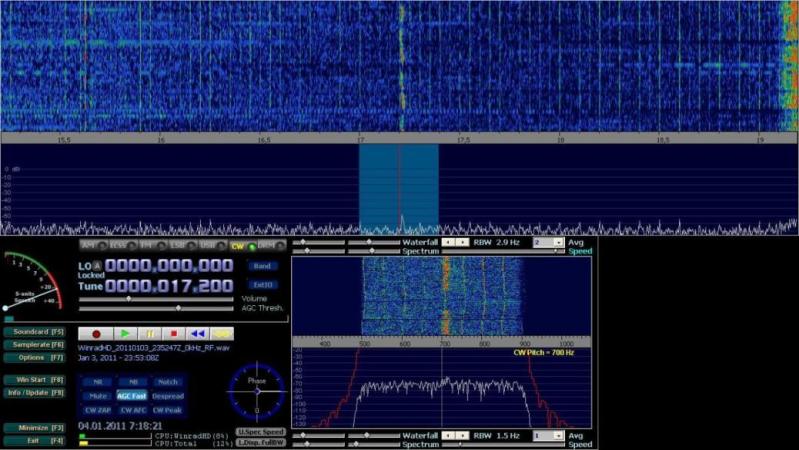 15,5 16 16,5 17 17,5 18 18,5 19
0 dB
-10
-20
-30
AM ECSS FM LSB USB CW DRM
Waterfall RBW 2.9 Hz 2 Avg
Spectrum Speed
LO A 0000.000.000
Locked
Tune 0000.017.200
Band
ExtIO
Volume
AGC Thresh.
S-units
+20
+40
Soundcard [F5]
Samplerate [F6]
Options [F7]
WinradHD_20110103_235247Z_0kHz_RF.wav
Jan 3, 2011 - 23:53:08Z
NR NB Notch
Mute AGC Fast Despread
CW ZAP CW AFC CW Peak
Phase
0
Win Start [F8]
Info / Update [F9]
Minimize [F3]
Exit [F4]
04.01.2011 7:18:21
CPU:WinradHD(6%)
CPU:Total (12%)
U.Spec Speed
L.Disp. fullBW
400 500 600 700 800 900 1000
CW Pitch = 700 Hz
-20
-30
-40
-50
-60
-70
-80
-90
-100
-110
-120
-130
Waterfall RBW 1.5 Hz 1 Avg
Spectrum Speed